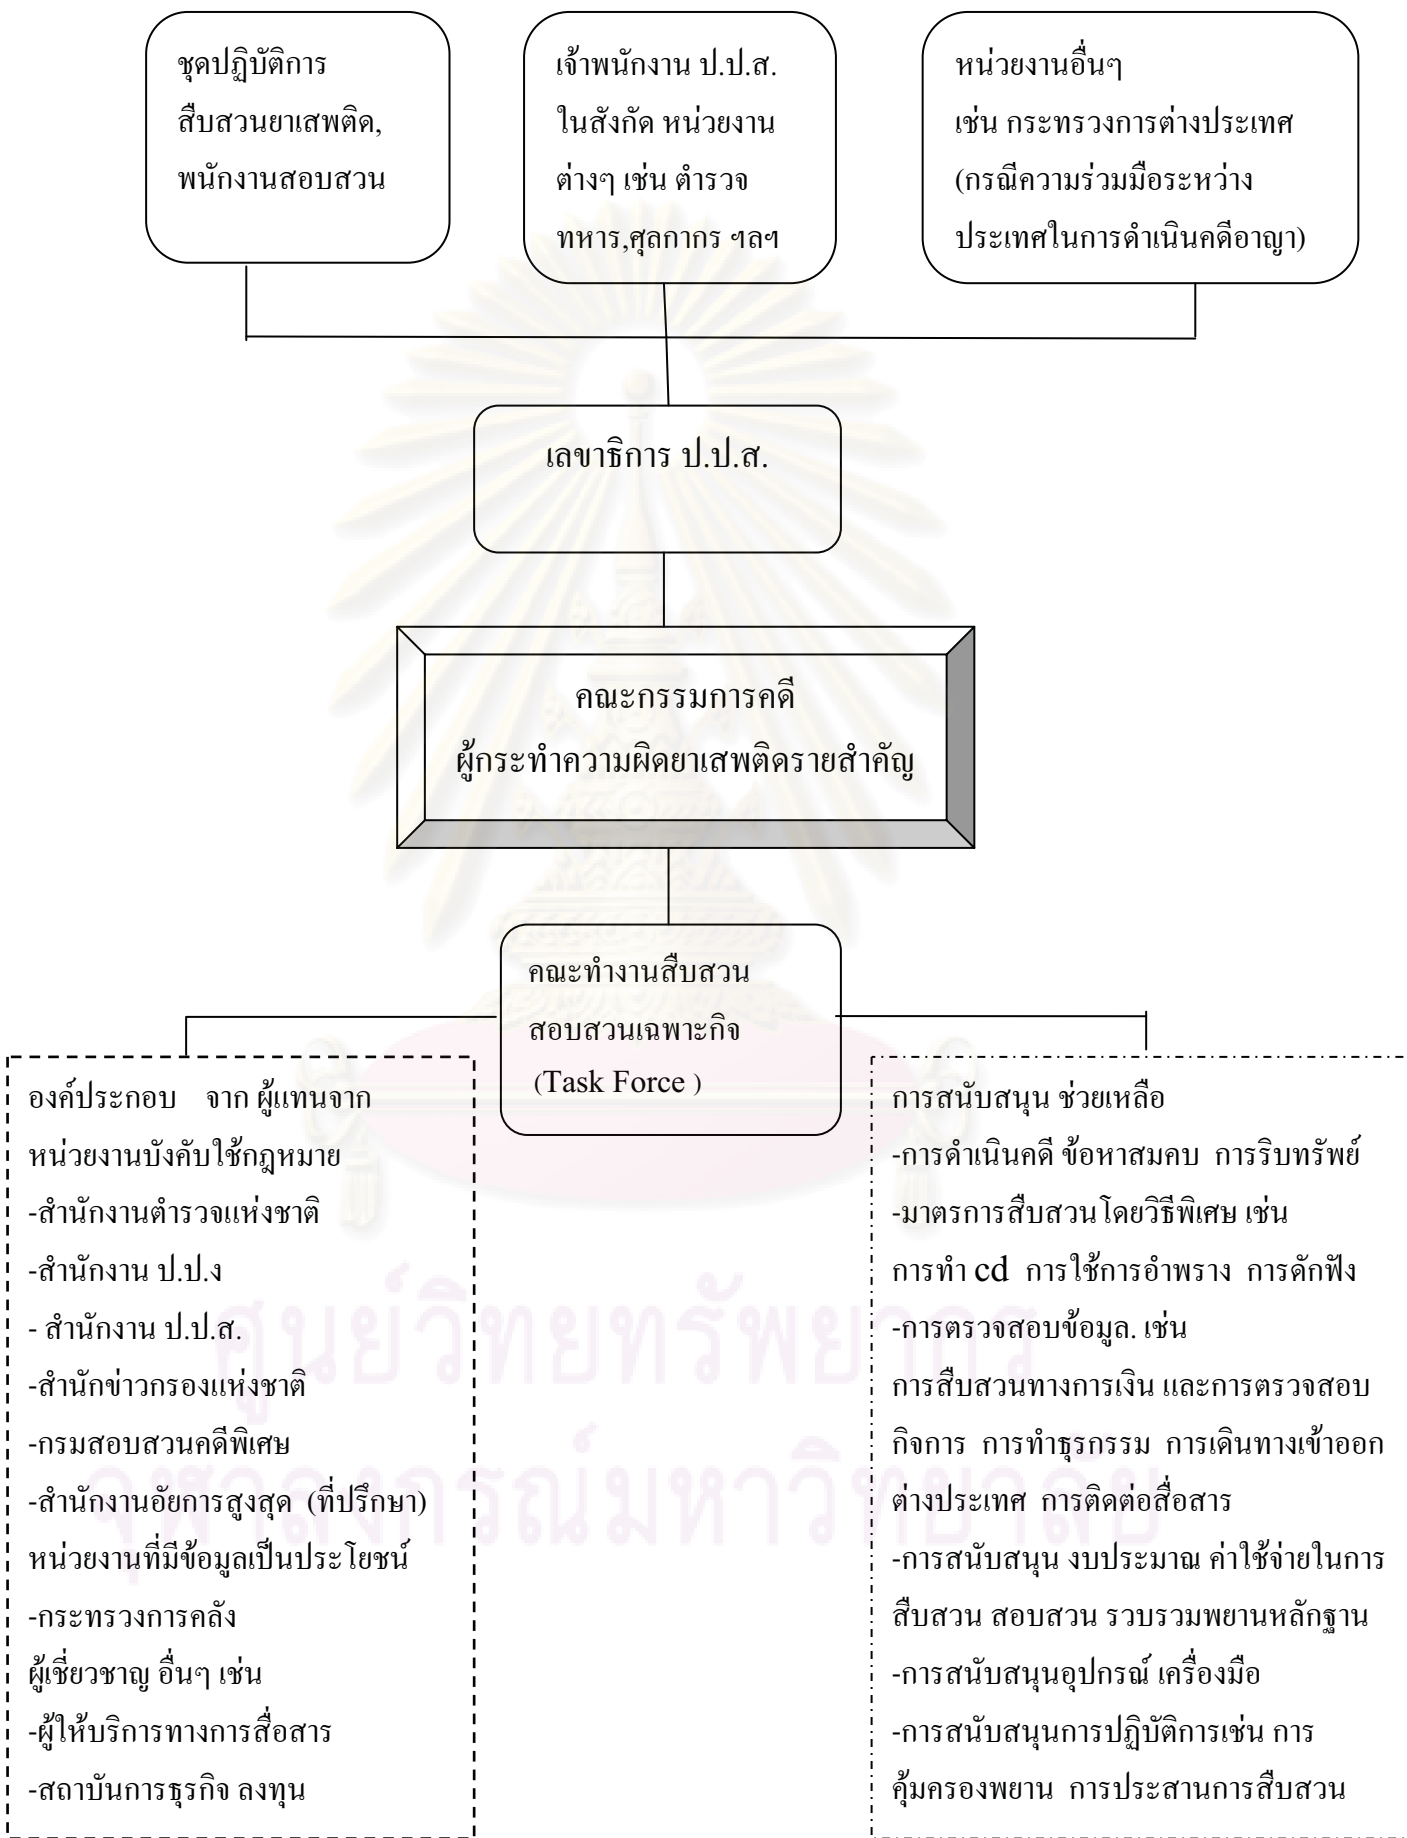 ชุดปฏิบัติการ
สืบสวนยาเสพติด,
พนักงานสอบสวน
เจ้าพนักงาน ป.ป.ส.
ในสังกัด หน่วยงาน
ต่างๆ เช่น ตำรวจ
ทหาร,ศุลกากร ฯลฯ
หน่วยงานอื่นๆ
เช่น กระทรวงการต่างประเทศ
(กรณีความร่วมมือระหว่าง
ประเทศในการดำเนินคดีอาญา)
เลขาธิการ ป.ป.ส.
คณะกรรมการคดี
ผู้กระทำความผิดยาเสพติดรายสำคัญ
คณะทำงานสืบสวน
สอบสวนเฉพาะกิจ
(Task Force )
องค์ประกอบ จาก ผู้แทนจาก
หน่วยงานบังคับใช้กฎหมาย
-สำนักงานตำรวจแห่งชาติ
-สำนักงาน ป.ป.ง
- สำนักงาน ป.ป.ส.
-สำนักข่าวกรองแห่งชาติ
-กรมสอบสวนคดีพิเศษ
-สำนักงานอัยการสูงสุด (ที่ปรึกษา)
หน่วยงานที่มีข้อมูลเป็นประโยชน์
-กระทรวงการคลัง
ผู้เชี่ยวชาญ อื่นๆ เช่น
-ผู้ให้บริการทางการสื่อสาร
-สถาบันการธุรกิจ ลงทุน
การสนับสนุน ช่วยเหลือ
-การดำเนินคดี ข้อหาสมคบ การริบทรัพย์
-มาตรการสืบสวนโดยวิธีพิเศษ เช่น
การทำ cd การใช้การอำพราง การดักฟัง
-การตรวจสอบข้อมูล. เช่น
การสืบสวนทางการเงิน และการตรวจสอบ
กิจการ การทำธุรกรรม การเดินทางเข้าออก
ต่างประเทศ การติดต่อสื่อสาร
-การสนับสนุน งบประมาณ ค่าใช้จ่ายในการ
สืบสวน สอบสวน รวบรวมพยานหลักฐาน
-การสนับสนุนอุปกรณ์ เครื่องมือ
-การสนับสนุนการปฏิบัติการเช่น การ
คุ้มครองพยาน การประสานการสืบสวน
ศูนย์วิทยทรัพยากร
จุฬาลงกรณ์มหาวิทยาลัย